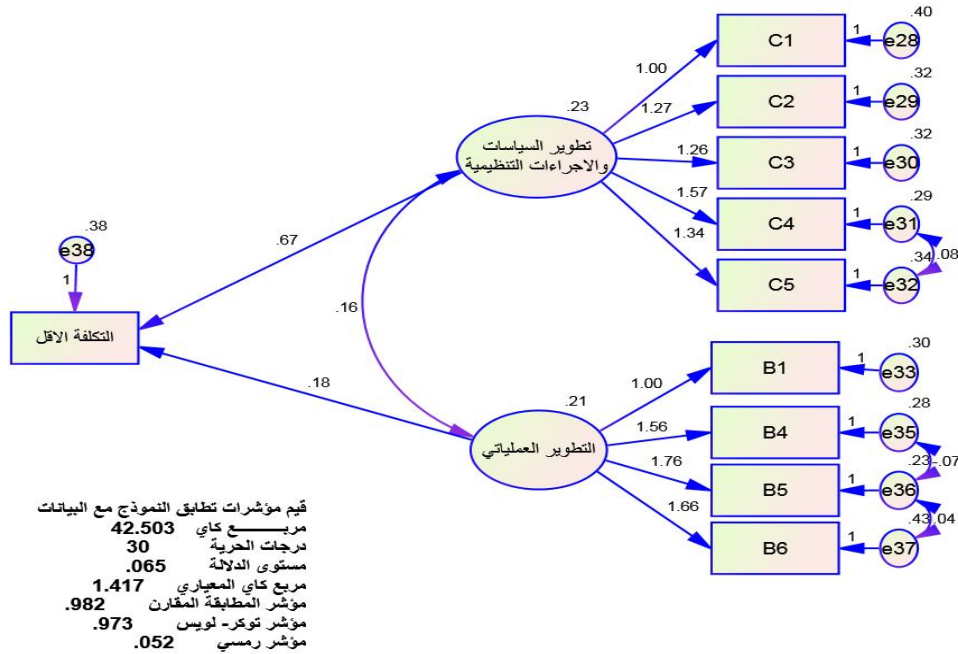 .40
C1
1
e28
1.00
.32
C2
1
e29
1.27
.23
تطوير السياسات
والاجراءات التنظيمية
.32
C3
1
e30
1.26
.29
C4
1
e31
1.57
.08
.34
C5
1
e32
1.34
.38
e38
1
.67
التكلفة الاقل
.16
.18
.30
B1
1
e33
1.00
.21
التطوير العملياتي
.28
B4
1
e35
1.56
-.07
.23
B5
1
e36
1.76
.04
.43
B6
1
e37
1.66
قيم مؤشرات تطابق النموذج مع البيانات
مربـــــــــع كاي 42.503
درجات الحرية 30
مستوى الدلالة .065
مربع كاي المعياري 1.417
مؤشر المطابقة المقارن .982
مؤشر توكر- لويس .973
مؤشر رمسي .052